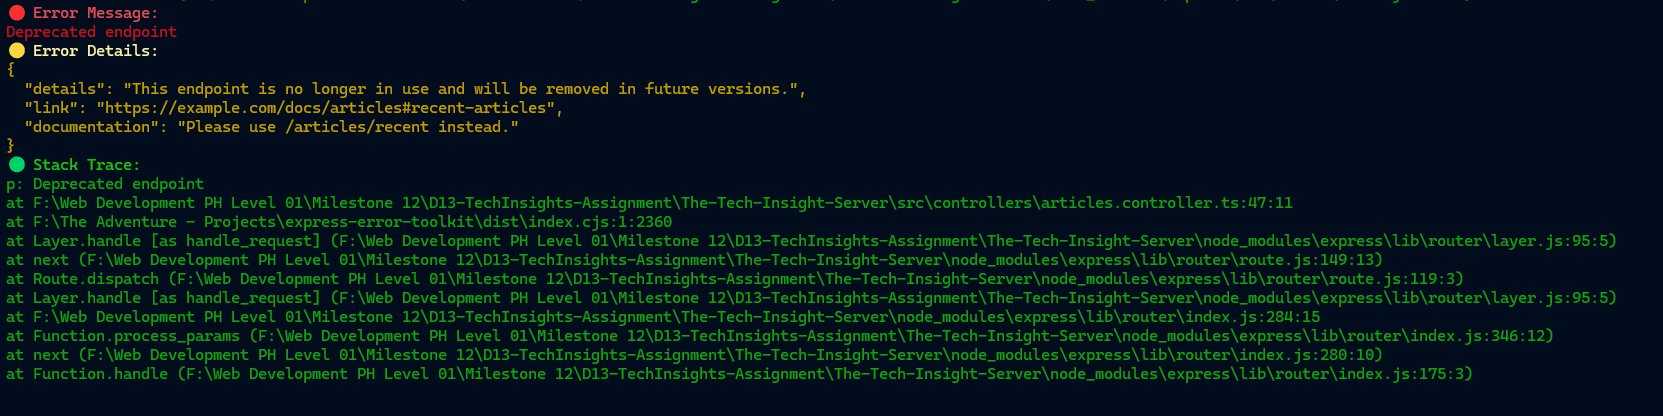 Error Message:
Deprecated endpoint
Error Details:
{
  "details": "This endpoint is no longer in use and will be removed in future versions.",
  "link": "https://example.com/docs/articles#recent-articles",
  "documentation": "Please use /articles/recent instead."
}
Stack Trace:
p: Deprecated endpoint
at F:\Web Development PH Level 01\Milestone 12\D13-TechInsights-Assignment\The-Tech-Insight-Server\src\controllers\articles.controller.ts:47:11
at F:\The Adventure - Projects\express-error-toolkit\dist\index.cjs:1:2360
at Layer.handle [as handle_request] (F:\Web Development PH Level 01\Milestone 12\D13-TechInsights-Assignment\The-Tech-Insight-Server\node_modules\express\lib\router\layer.js:95:5)
at next (F:\Web Development PH Level 01\Milestone 12\D13-TechInsights-Assignment\The-Tech-Insight-Server\node_modules\express\lib\router\route.js:149:13)
at Route.dispatch (F:\Web Development PH Level 01\Milestone 12\D13-TechInsights-Assignment\The-Tech-Insight-Server\node_modules\express\lib\router\route.js:119:3)
at Layer.handle [as handle_request] (F:\Web Development PH Level 01\Milestone 12\D13-TechInsights-Assignment\The-Tech-Insight-Server\node_modules\express\lib\router\layer.js:95:5)
at F:\Web Development PH Level 01\Milestone 12\D13-TechInsights-Assignment\The-Tech-Insight-Server\node_modules\express\lib\router\index.js:284:15
at Function.process_params (F:\Web Development PH Level 01\Milestone 12\D13-TechInsights-Assignment\The-Tech-Insight-Server\node_modules\express\lib\router\index.js:346:12)
at next (F:\Web Development PH Level 01\Milestone 12\D13-TechInsights-Assignment\The-Tech-Insight-Server\node_modules\express\lib\router\index.js:280:10)
at Function.handle (F:\Web Development PH Level 01\Milestone 12\D13-TechInsights-Assignment\The-Tech-Insight-Server\node_modules\express\lib\router\index.js:175:3)